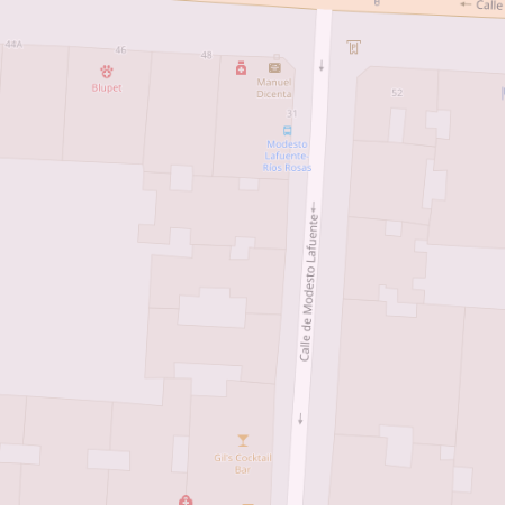 Calle
44A
46
48
Manuel
Dicenta
Blupet
52
31
Modesto
Lafuente -
Ríos Rosas
Calle de Modesto Lafuente
Gil's Cocktail
Bar